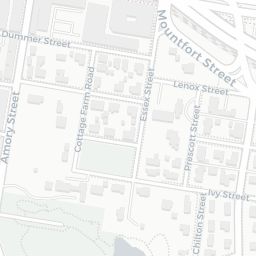 Dummer Street
Mountfort Street
Cottage Farm Road
Essex Street
Lenox Street
Amory Street
Prescott Street
Ivy Street
Chilton Street